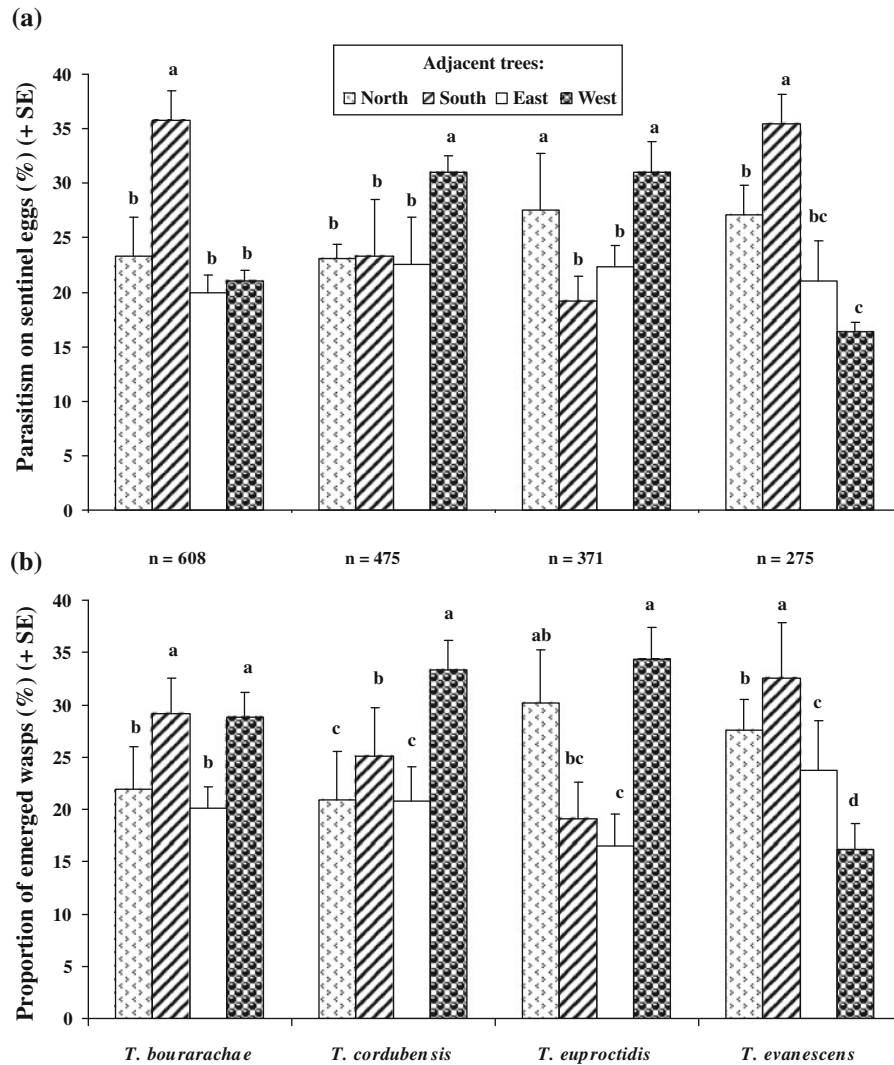 (a)
Adjacent trees:
North South East West
Parasitism on sentinel eggs (%) (+ SE)
40
35
30
25
20
15
10
5
0
b a b b
b b b a
a b b a
b a bc c
(b)
n = 608 n = 475 n = 371 n = 275
Proportion of emerged wasps (%) (+ SE)
40
35
30
25
20
15
10
5
0
b a b a
c b c a
ab bc c a
b a c d
T. bourarachae T. cordubensis T. euproctidis T. evanescens